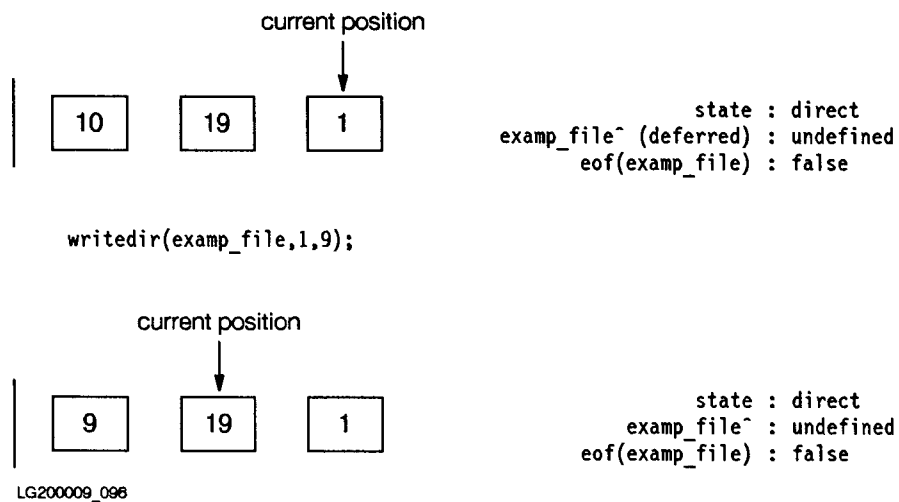 current position
10 19 1
state : direct
examp_file^ (deferred) : undefined
eof(examp_file) : false
writedir(examp_file,1,9);
current position
9 19 1
state : direct
examp_file^ : undefined
eof(examp_file) : false
LG200009_096